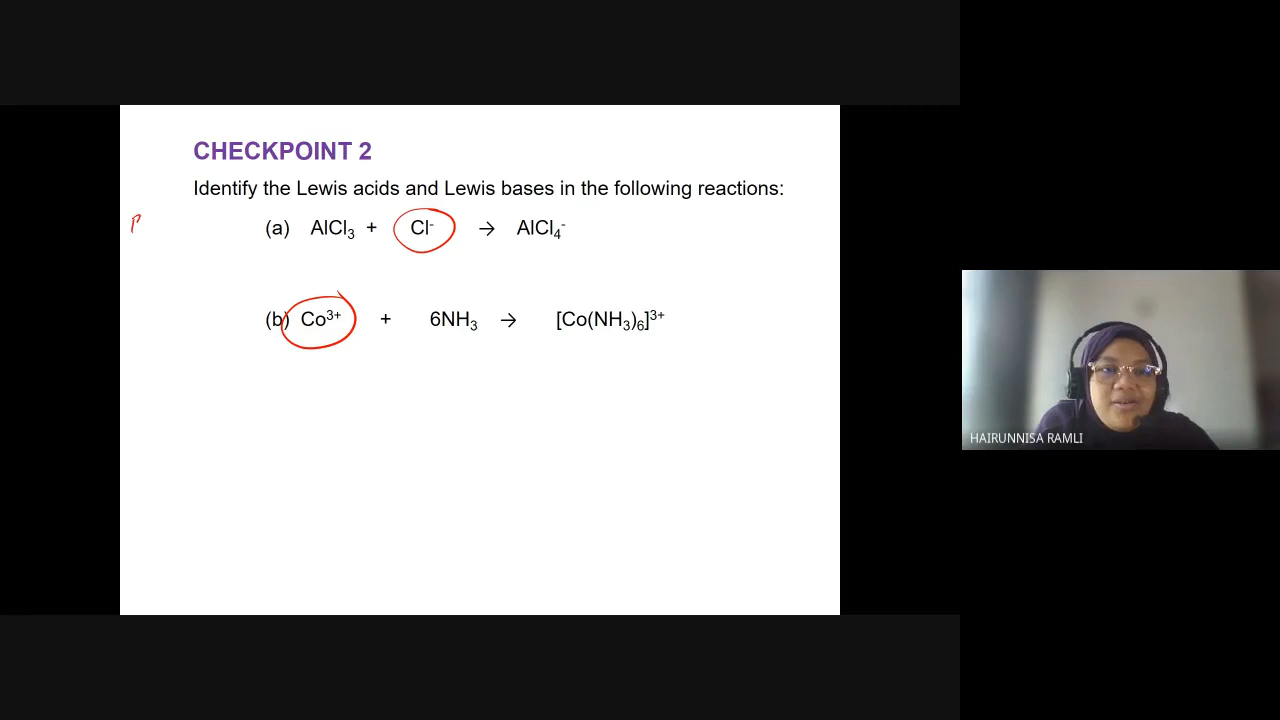 CHECKPOINT 2
Identify the Lewis acids and Lewis bases in the following reactions:
(a) AlCl₃ + Cl⁻ → AlCl₄⁻
(b) Co³⁺ + 6NH₃ → [Co(NH₃)₆]³⁺
HAIRUNNISA RAMLI